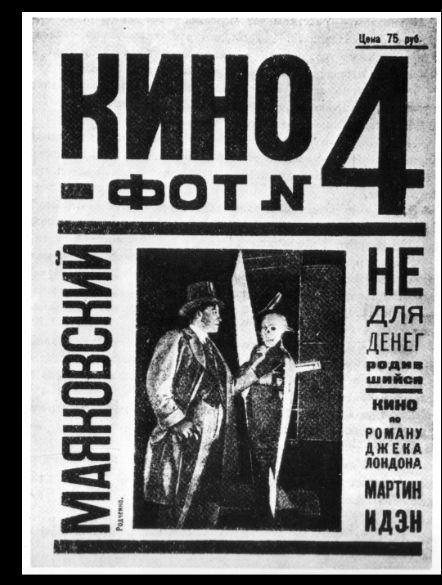 Цена 75 руб.
КИНО
4
-ФОТ N
МАЯКОВСКИЙ
Родченко.
НЕ
ДЛЯ
ДЕНЕГ
РОДИВ
ШИЙСЯ
КИНО
по
РОМАНУ
ДЖЕКА
ЛОНДОНА
МАРТИН
ИДЭН